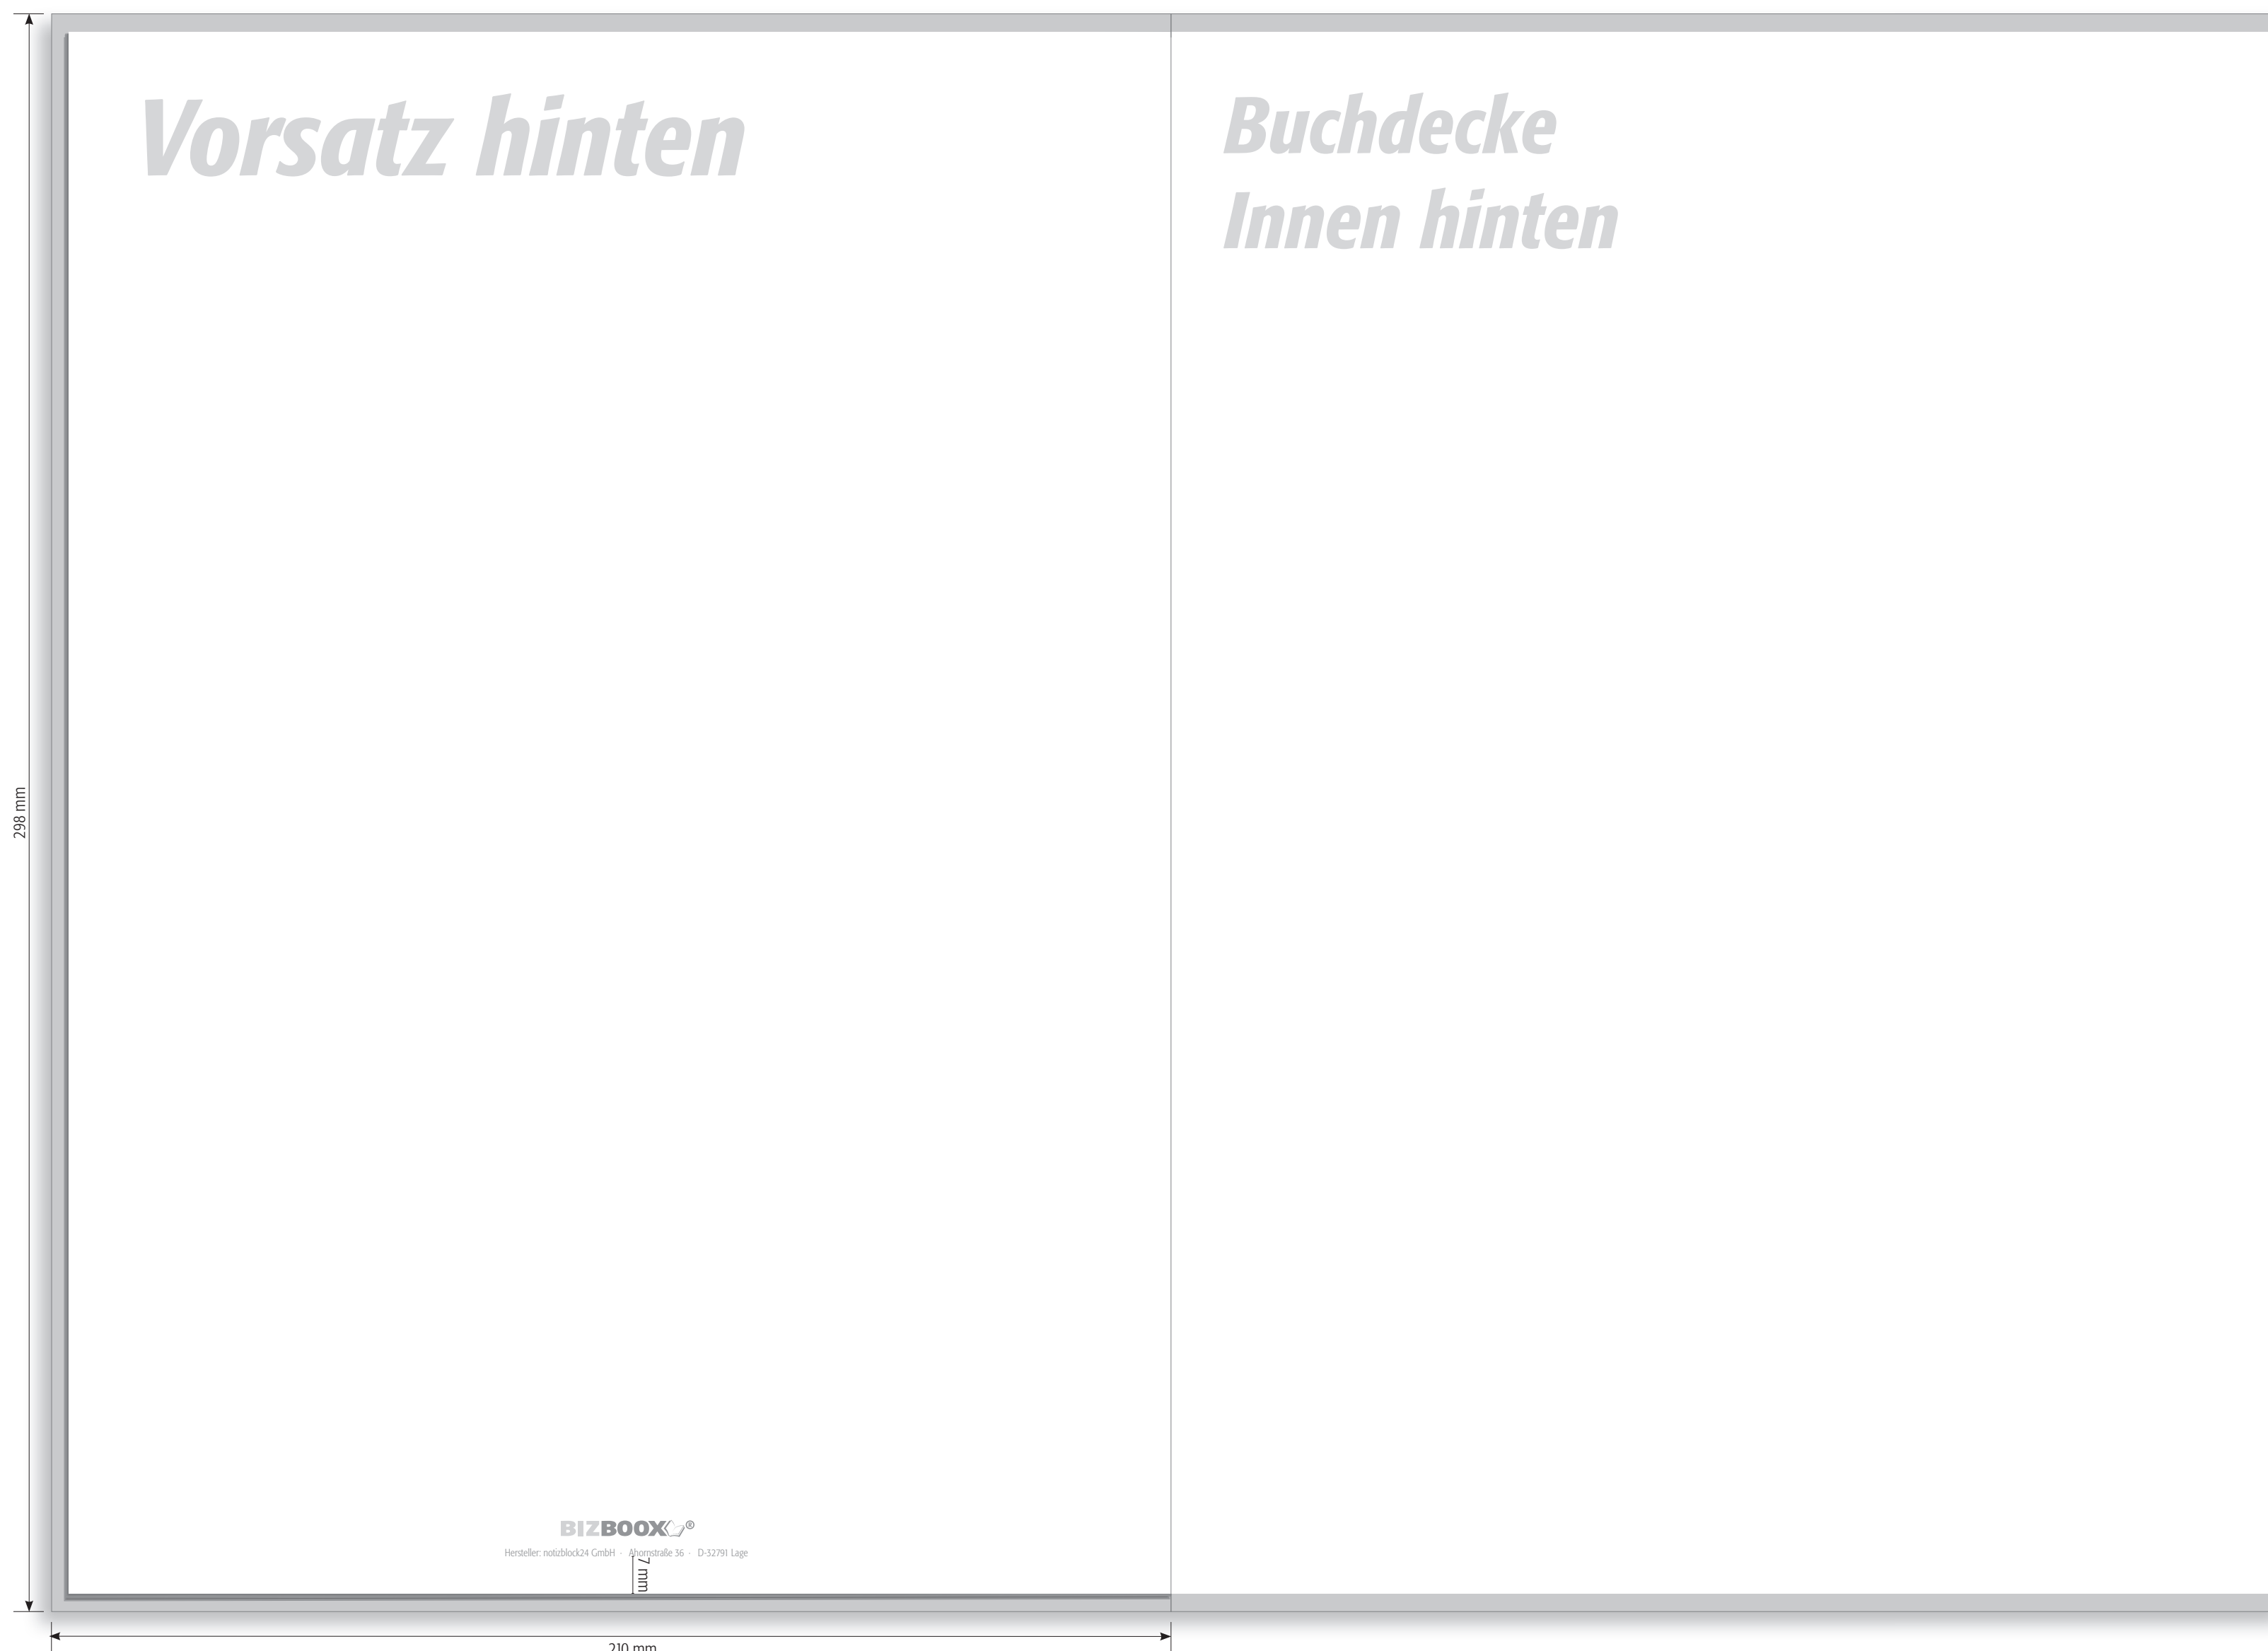 Vorsatz hinten
Buchdecke
Innen hinten
298 mm
BIZBOOX®
Hersteller: notizblock24 GmbH · Ahornstraße 36 · D-32791 Lage
7 mm
210 mm